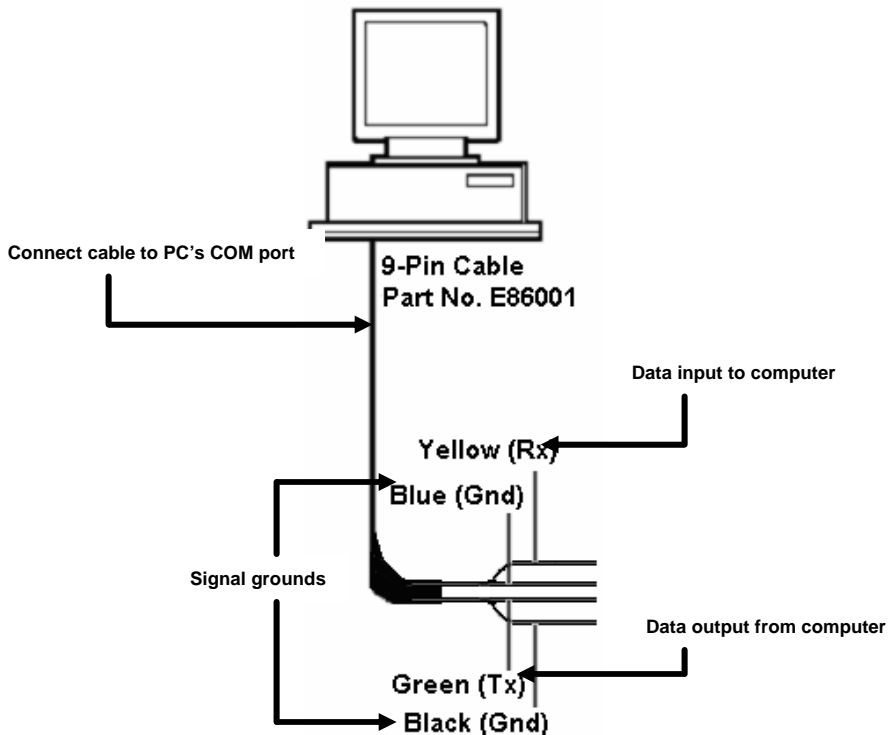 Connect cable to PC's COM port
9-Pin Cable
Part No. E86001
Data input to computer
Yellow (Rx)
Blue (Gnd)
Signal grounds
Data output from computer
Green (Tx)
Black (Gnd)